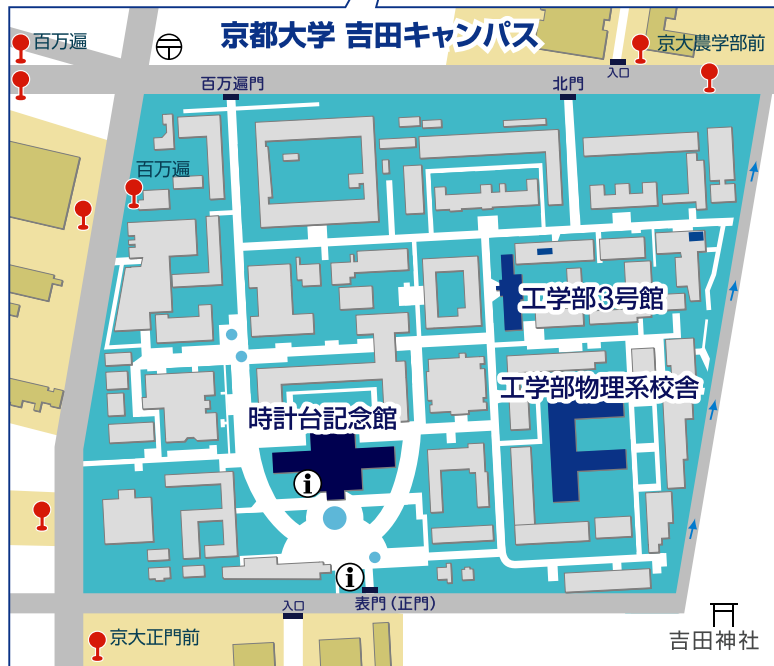 京都大学 吉田キャンパス
百万遍
京大農学部前
入口
百万遍門
北門
百万遍
工学部3号館
工学部物理系校舎
時計台記念館
i
i
表門(正門)
入口
京大正門前
吉田神社